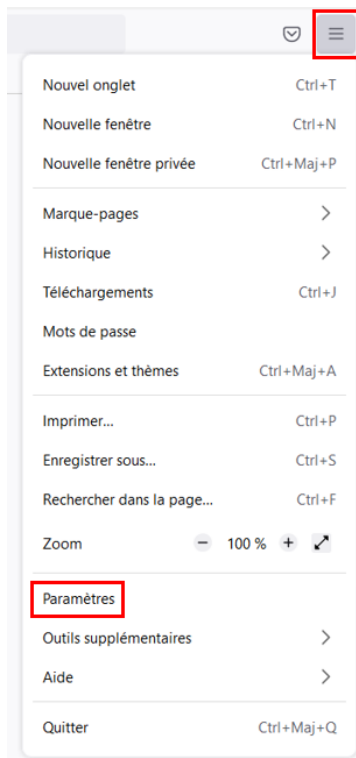 Nouvel onglet Ctrl+T
Nouvelle fenêtre Ctrl+N
Nouvelle fenêtre privée Ctrl+Maj+P
Marque-pages
Historique
Téléchargements Ctrl+J
Mots de passe
Extensions et thèmes Ctrl+Maj+A
Imprimer... Ctrl+P
Enregistrer sous... Ctrl+S
Rechercher dans la page... Ctrl+F
Zoom − 100 % +
Paramètres
Outils supplémentaires
Aide
Quitter Ctrl+Maj+Q